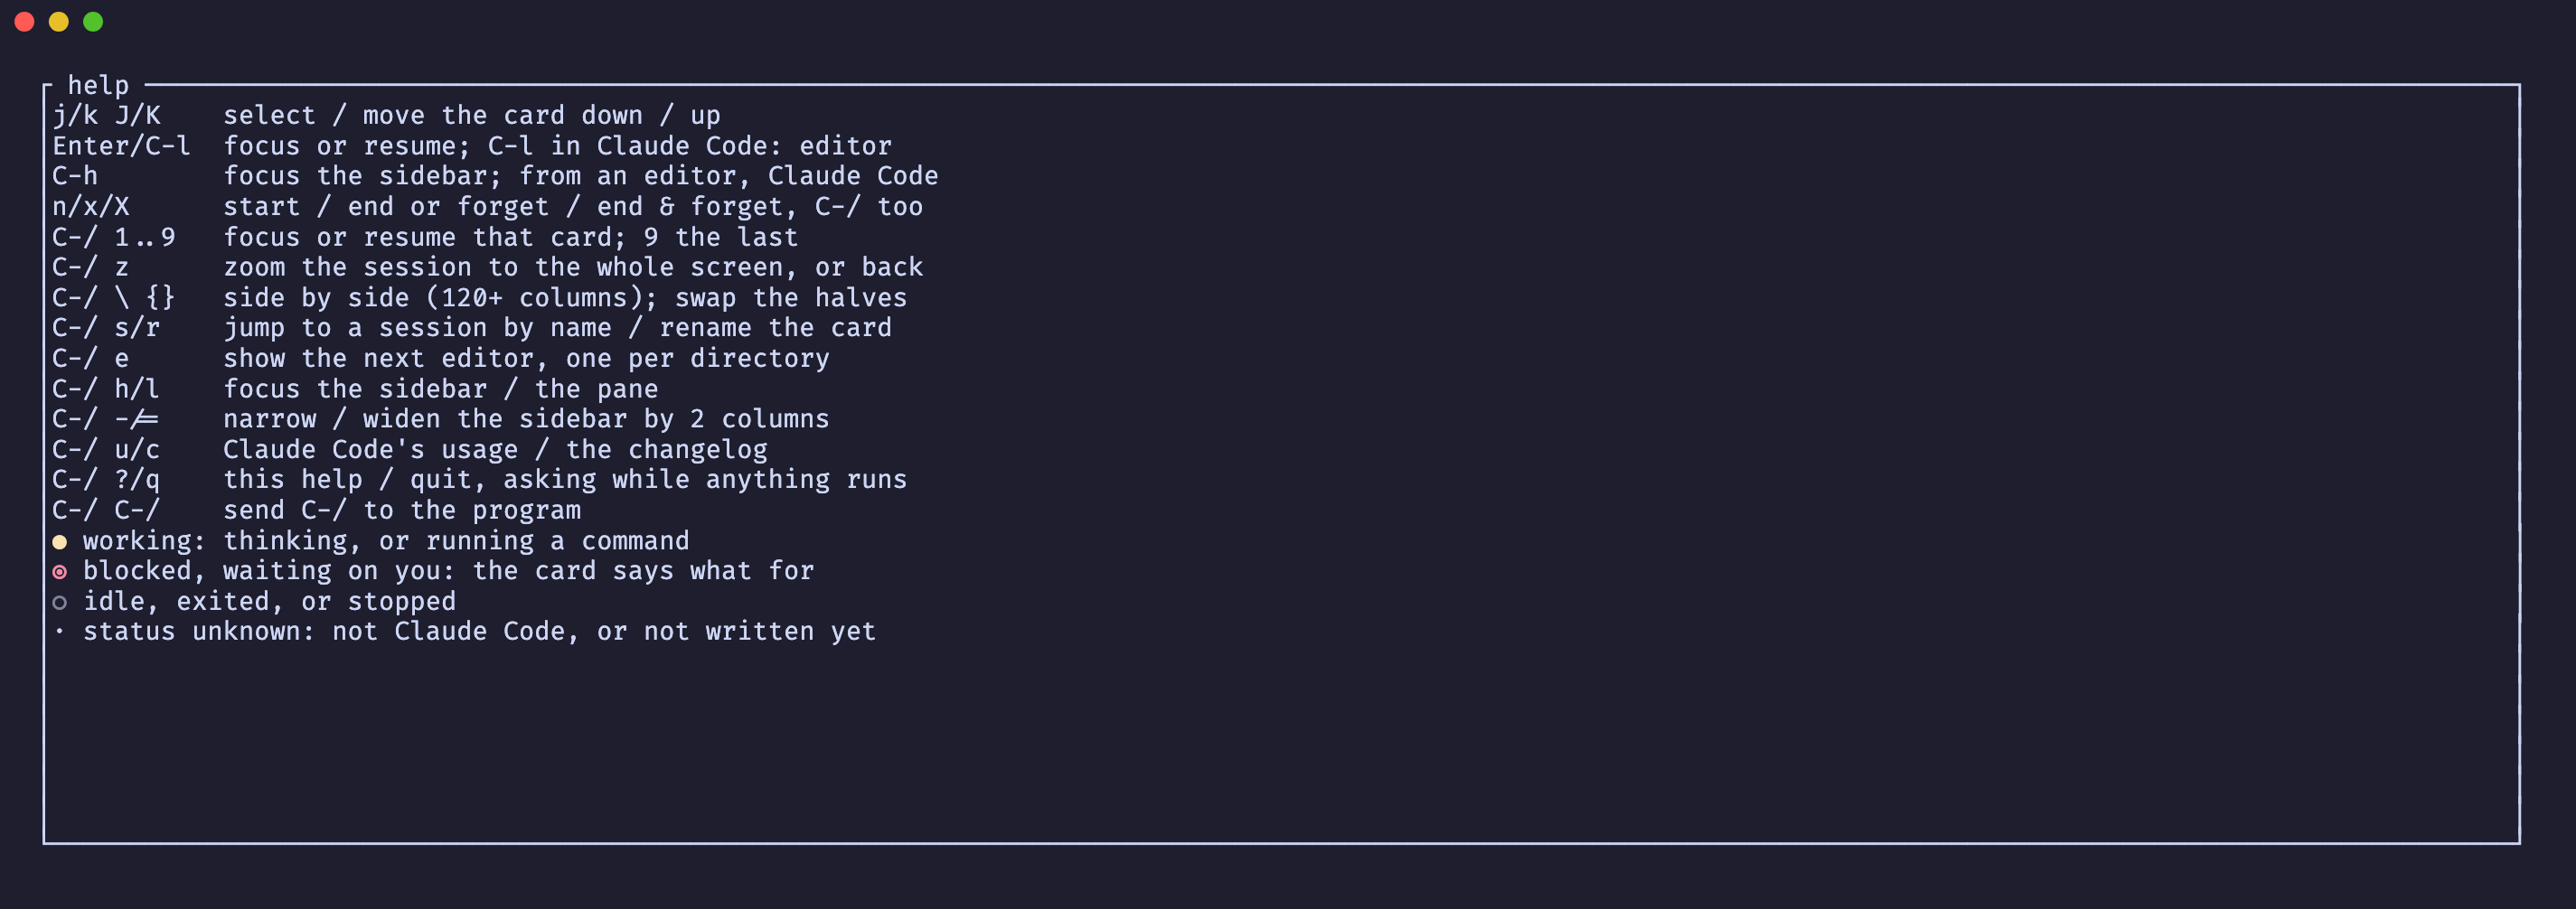 help
j/k J/K    select / move the card down / up
Enter/C-l  focus or resume; C-l in Claude Code: editor
C-h        focus the sidebar; from an editor, Claude Code
n/x/X      start / end or forget / end & forget, C-/ too
C-/ 1..9   focus or resume that card; 9 the last
C-/ z      zoom the session to the whole screen, or back
C-/ \ {}   side by side (120+ columns); swap the halves
C-/ s/r    jump to a session by name / rename the card
C-/ e      show the next editor, one per directory
C-/ h/l    focus the sidebar / the pane
C-/ -/=    narrow / widen the sidebar by 2 columns
C-/ u/c    Claude Code's usage / the changelog
C-/ ?/q    this help / quit, asking while anything runs
C-/ C-/    send C-/ to the program
● working: thinking, or running a command
◉ blocked, waiting on you: the card says what for
○ idle, exited, or stopped
· status unknown: not Claude Code, or not written yet